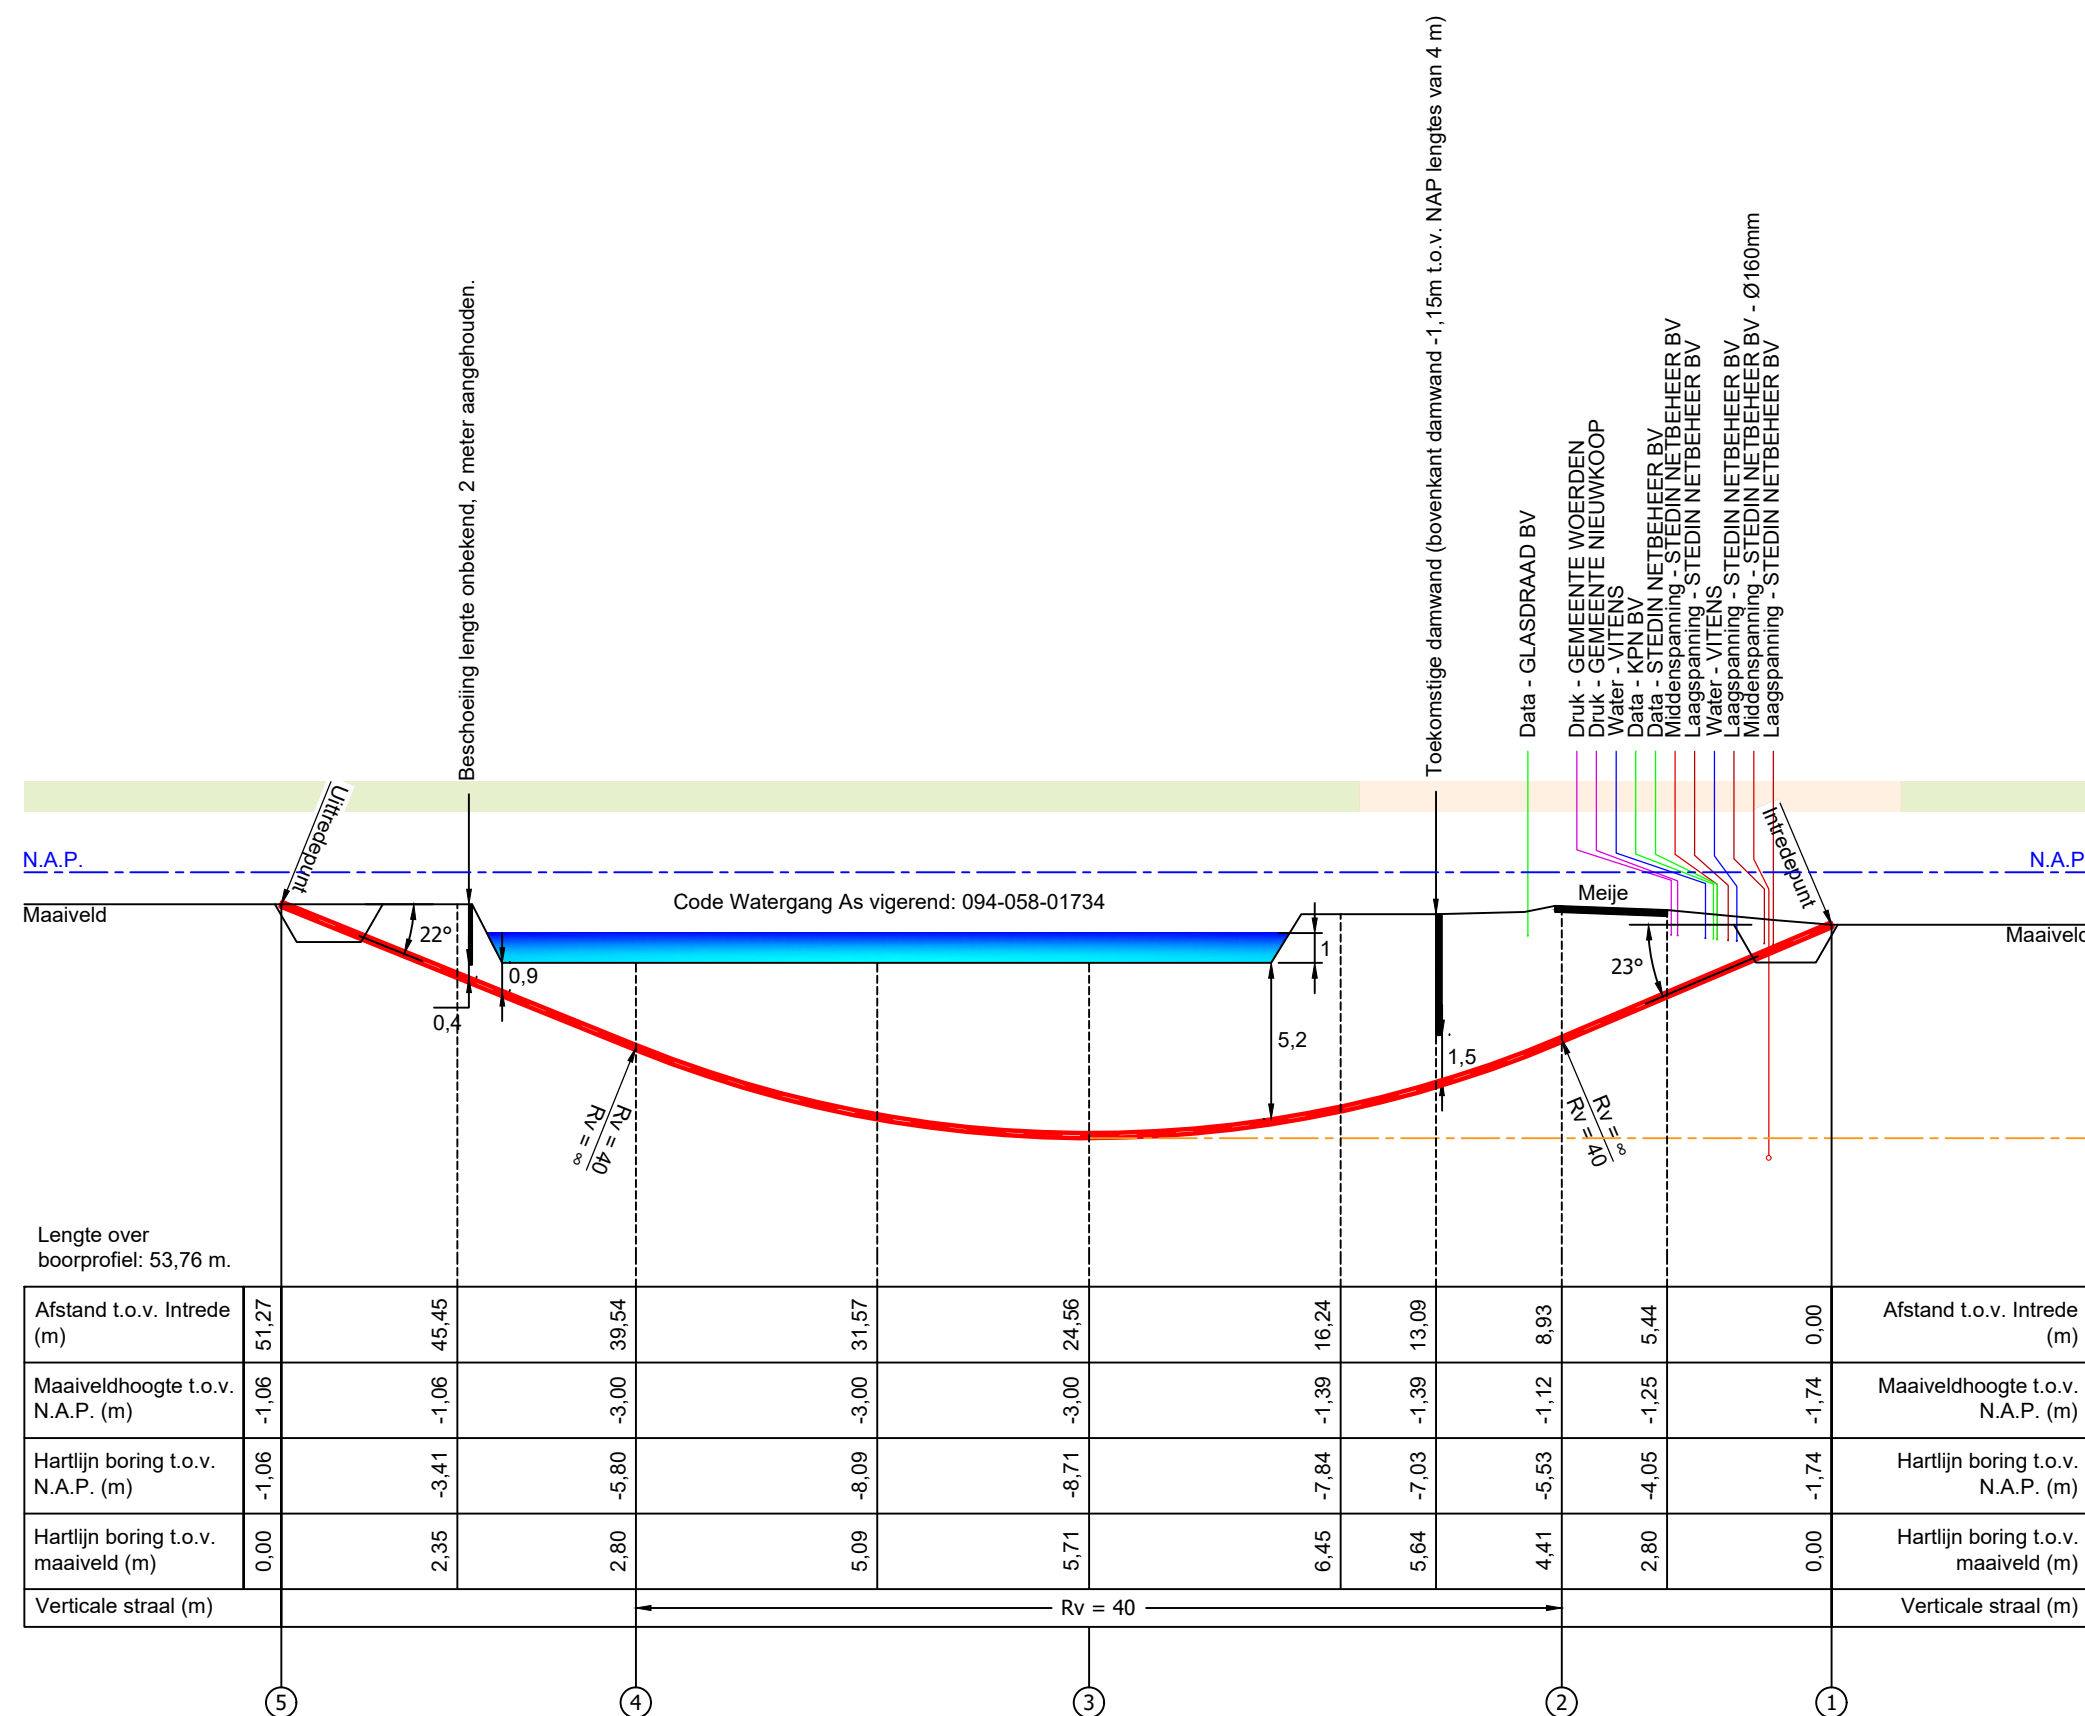 Toekomstige damwand (bovenkant damwand -1,15m t.o.v. NAP lengtes van 4 m)
Beschoeiing lengte onbekend, 2 meter aangehouden.
Data - GLASDRAAD BV
Druk - GEMEENTE WOERDEN
Druk - GEMEENTE NIEUWKOOP
Water - VITENS
Data - KPN BV
Data - STEDIN NETBEHEER BV
Middenspanning - STEDIN NETBEHEER BV
Laagspanning - STEDIN NETBEHEER BV
Water - VITENS
Laagspanning - STEDIN NETBEHEER BV
Middenspanning - STEDIN NETBEHEER BV - Ø160mm
Laagspanning - STEDIN NETBEHEER BV
Uittredepunt
Intredepunt
N.A.P.
N.A.P
Maaiveld
Code Watergang As vigerend: 094-058-01734
Meije
Maaiveld
22°
0,9
0,4
1
5,2
1,5
23°
Rv = 40
Rv = ∞
Rv = ∞
Rv = 40
Lengte over
boorprofiel: 53,76 m.
Afstand t.o.v. Intrede
(m)
51,27 45,45 39,54 31,57 24,56 16,24 13,09 8,93 5,44 0,00
Afstand t.o.v. Intrede
(m)
Maaiveldhoogte t.o.v.
N.A.P. (m)
-1,06 -1,06 -3,00 -3,00 -3,00 -1,39 -1,39 -1,12 -1,25 -1,74
Maaiveldhoogte t.o.v.
N.A.P. (m)
Hartlijn boring t.o.v.
N.A.P. (m)
-1,06 -3,41 -5,80 -8,09 -8,71 -7,84 -7,03 -5,53 -4,05 -1,74
Hartlijn boring t.o.v.
N.A.P. (m)
Hartlijn boring t.o.v.
maaiveld (m)
0,00 2,35 2,80 5,09 5,71 6,45 5,64 4,41 2,80 0,00
Hartlijn boring t.o.v.
maaiveld (m)
Verticale straal (m)
Rv = 40
Verticale straal (m)
5 4 3 2 1